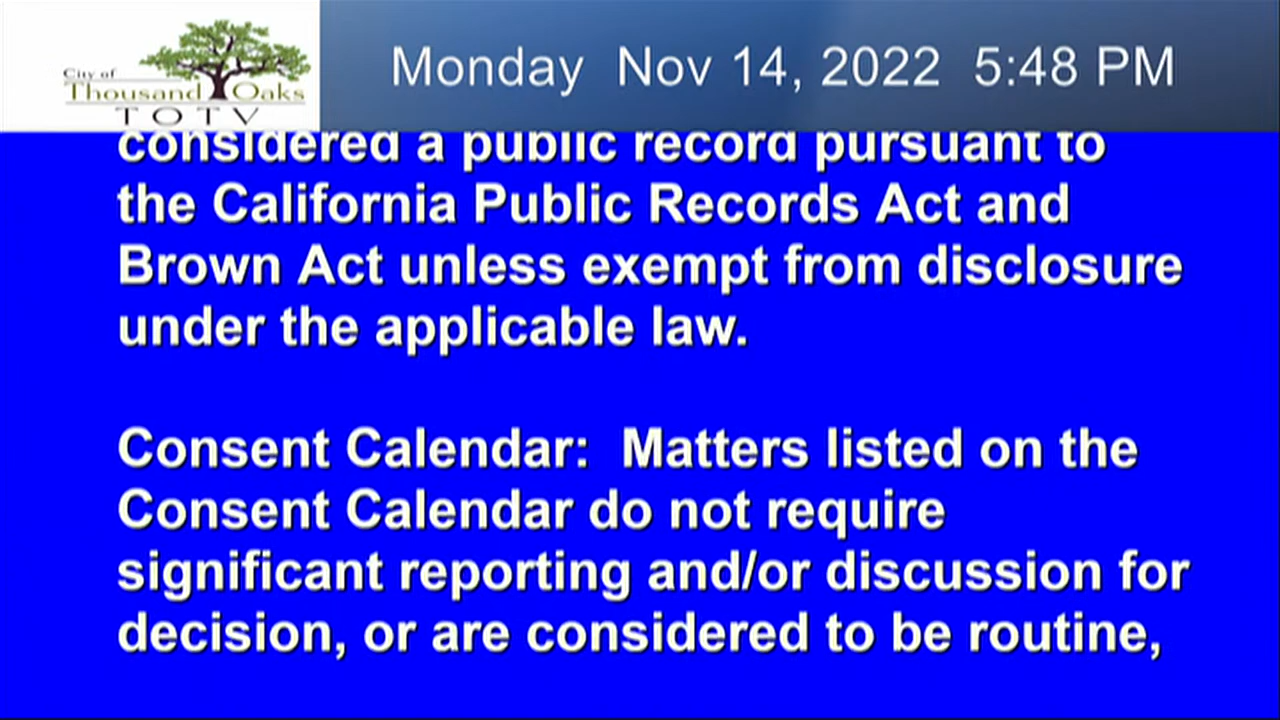 City of
Thousand Oaks
TOTV
Monday Nov 14, 2022 5:48 PM
considered a public record pursuant to
the California Public Records Act and
Brown Act unless exempt from disclosure
under the applicable law.
Consent Calendar: Matters listed on the
Consent Calendar do not require
significant reporting and/or discussion for
decision, or are considered to be routine,